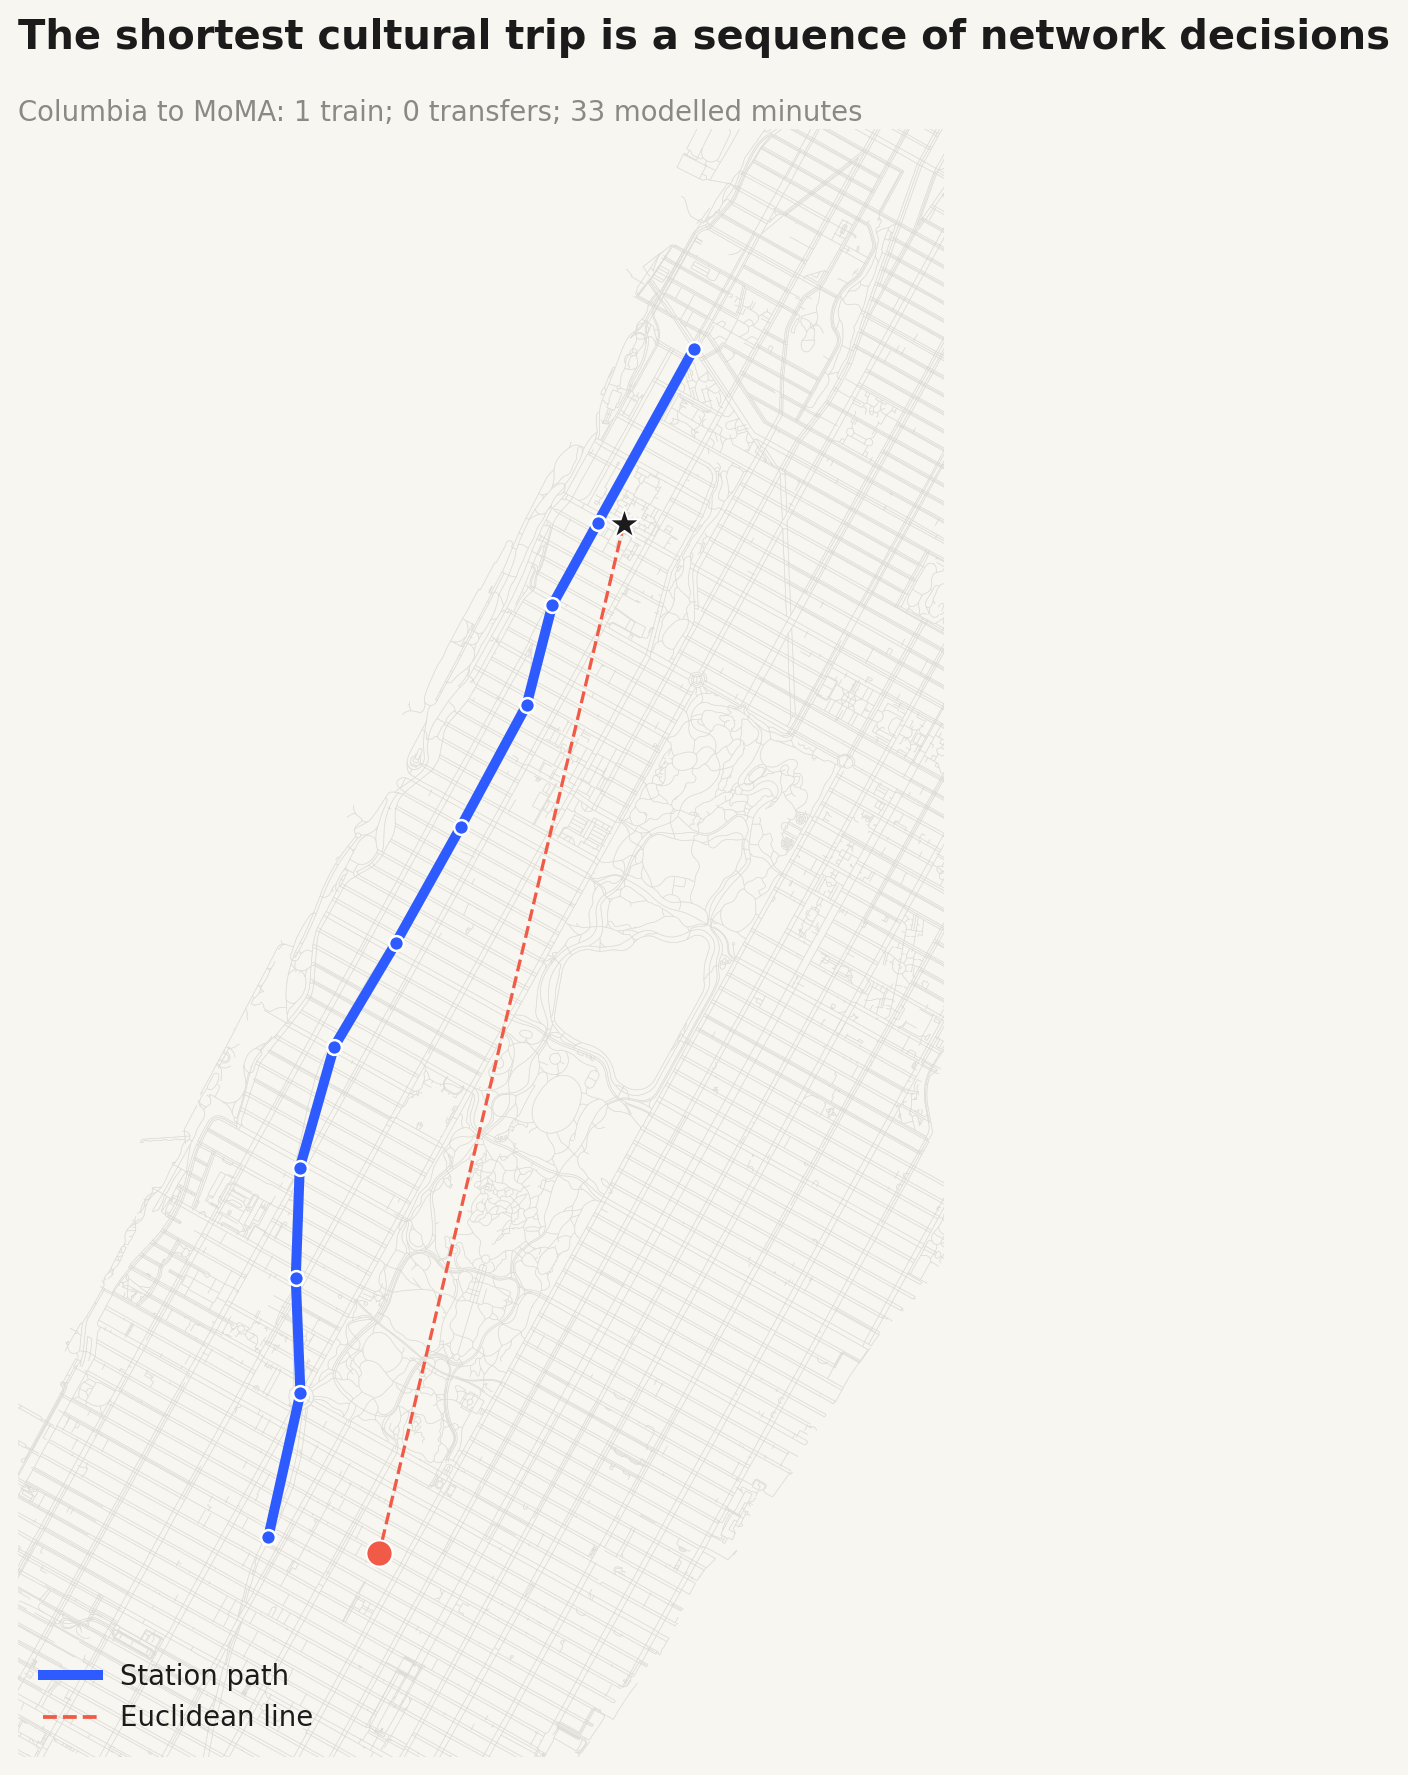 The shortest cultural trip is a sequence of network decisions
Columbia to MoMA: 1 train; 0 transfers; 33 modelled minutes
Station path
Euclidean line